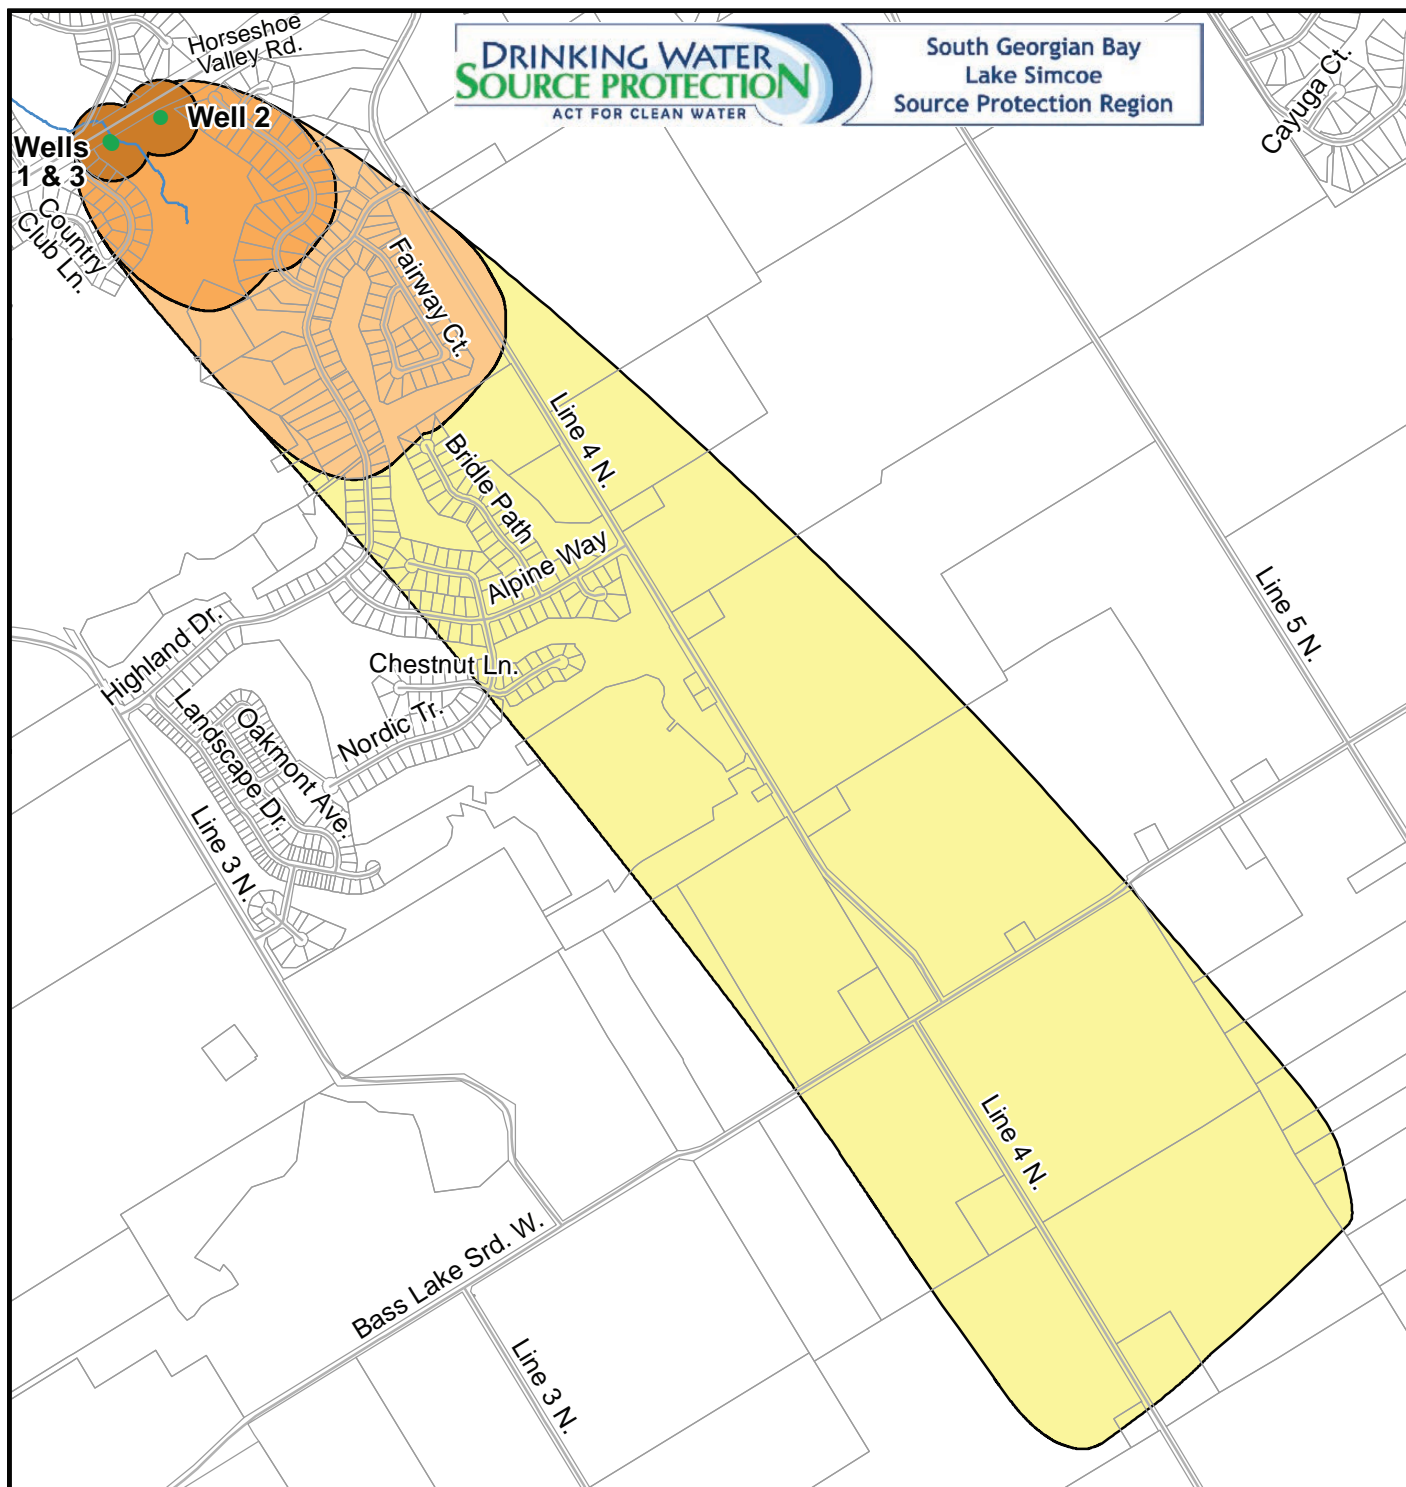 DRINKING WATER
SOURCE PROTECTION
ACT FOR CLEAN WATER
South Georgian Bay
Lake Simcoe
Source Protection Region
Horseshoe
Valley Rd.
Cayuga Ct.
Well 2
Wells
1 & 3
Country
Club Ln.
Fairway Ct.
Line 4 N.
Bridle Path
Alpine Way
Line 5 N.
Highland Dr.
Chestnut Ln.
Landscape Dr.
Oakmont Ave.
Nordic Tr.
Line 3 N.
Line 4 N.
Bass Lake Srd. W.
Line 3 N.